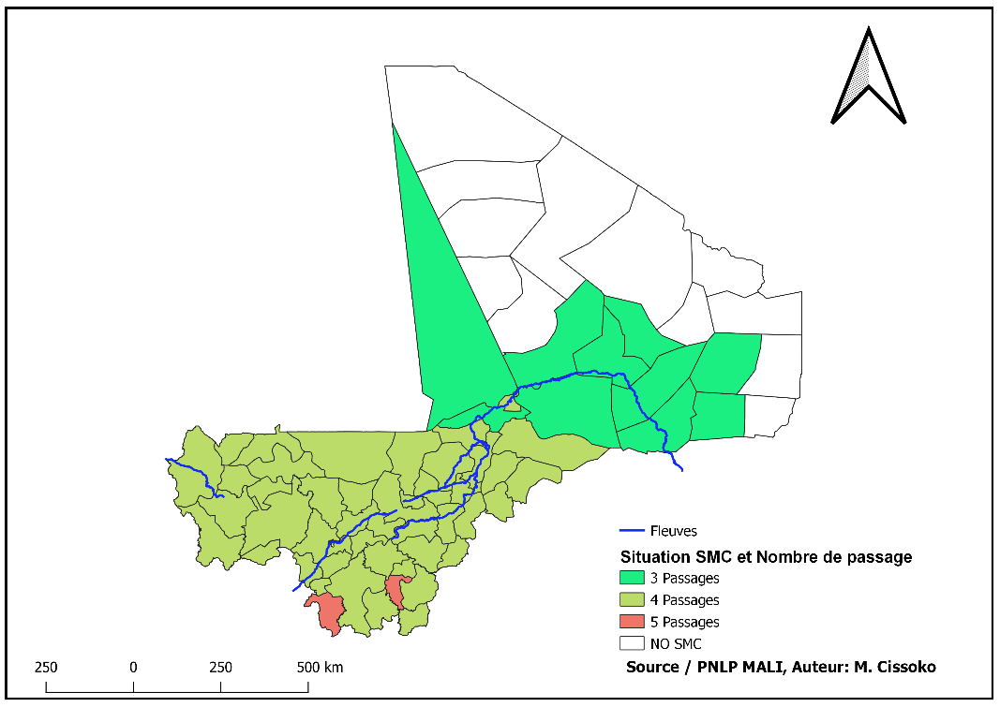 Fleuves
Situation SMC et Nombre de passage
3 Passages
4 Passages
5 Passages
NO SMC
Source / PNLP MALI, Auteur: M. Cissoko
250 0 250 500 km